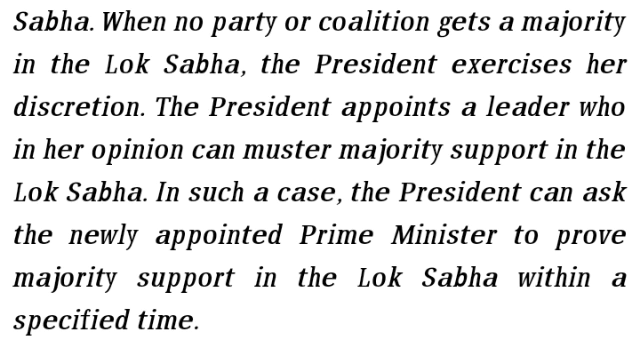 Sabha. When no party or coalition gets a majority
in the Lok Sabha, the President exercises her
discretion. The President appoints a leader who
in her opinion can muster majority support in the
Lok Sabha. In such a case, the President can ask
the newly appointed Prime Minister to prove
majority support in the Lok Sabha within a
specified time.